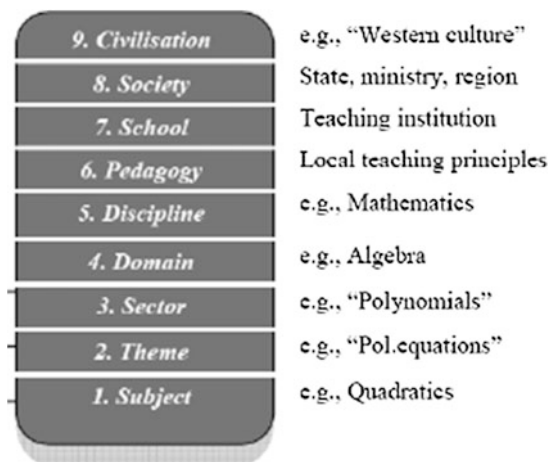 9. Civilisation e.g., “Western culture”
8. Society State, ministry, region
7. School Teaching institution
6. Pedagogy Local teaching principles
5. Discipline e.g., Mathematics
4. Domain e.g., Algebra
3. Sector e.g., “Polynomials”
2. Theme e.g., “Pol.equations”
1. Subject e.g., Quadratics